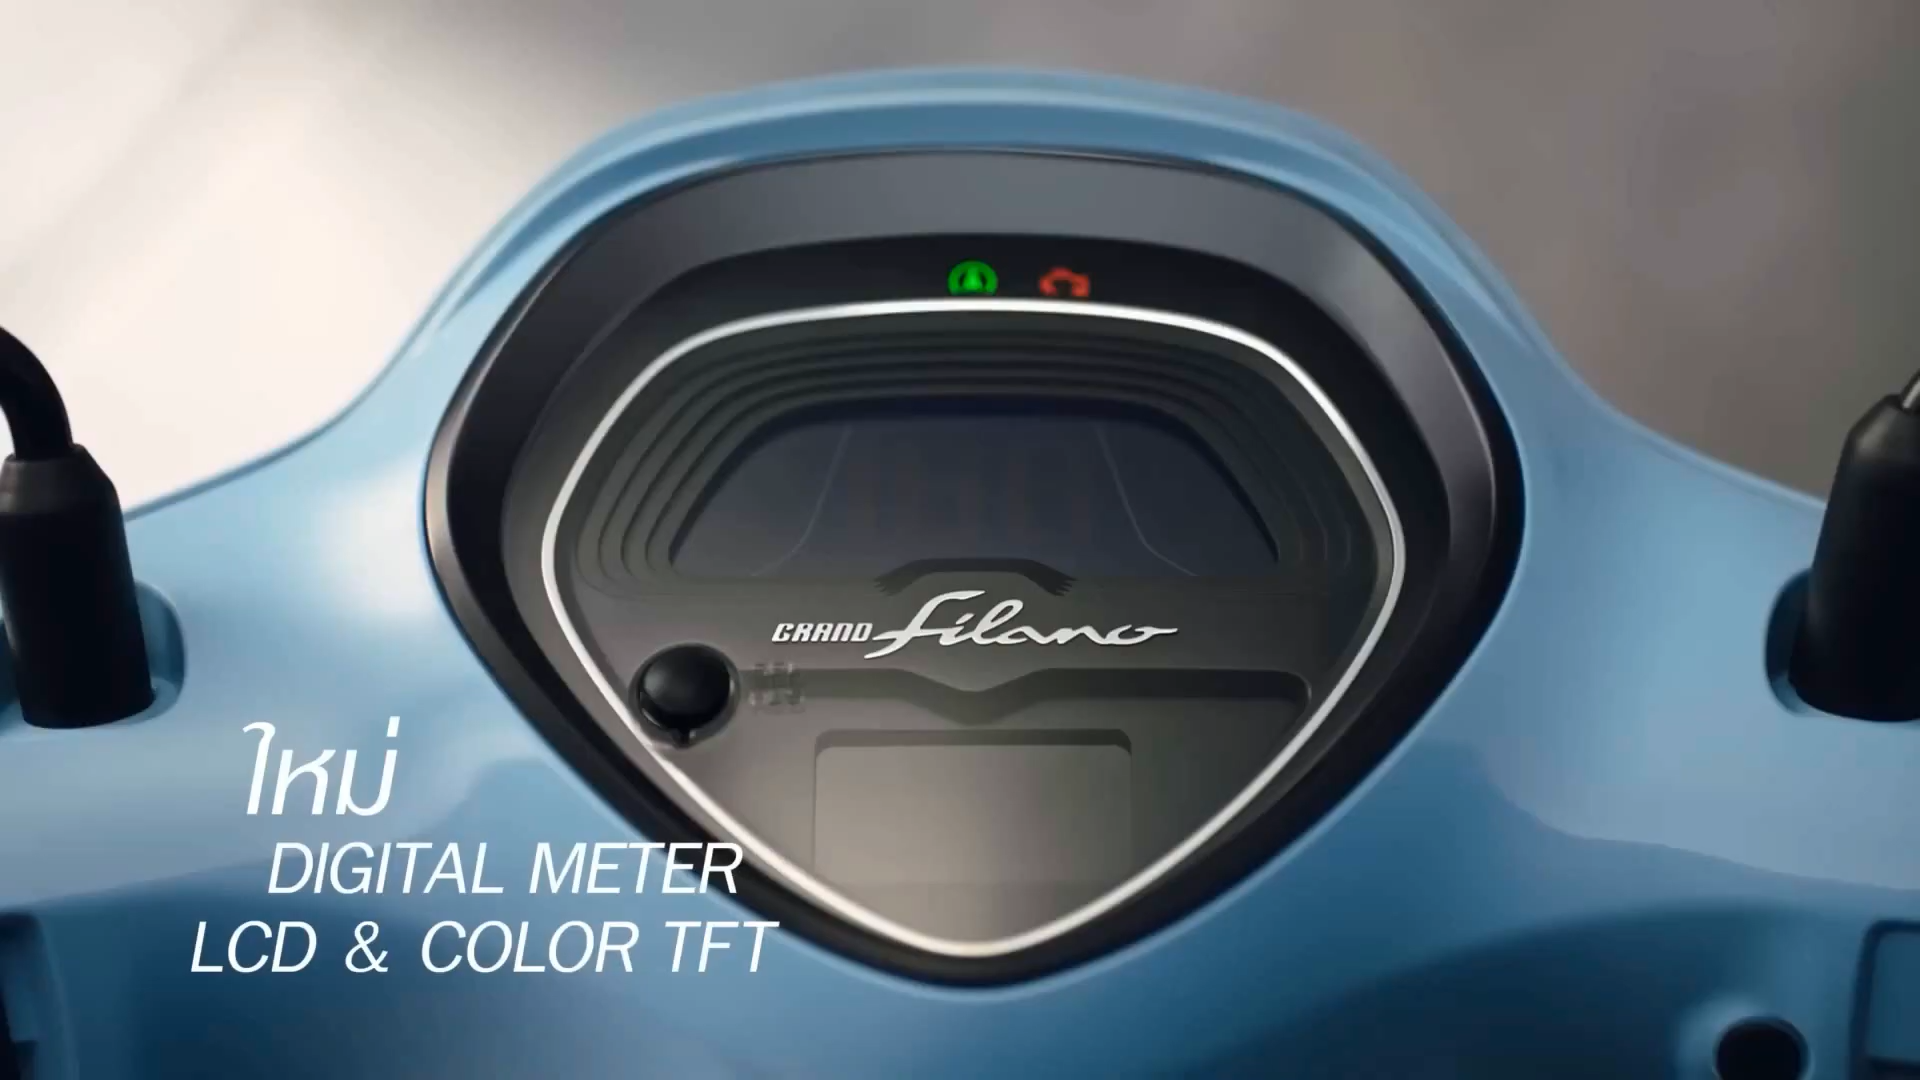 GRAND Filano
ใหม่
DIGITAL METER
LCD & COLOR TFT